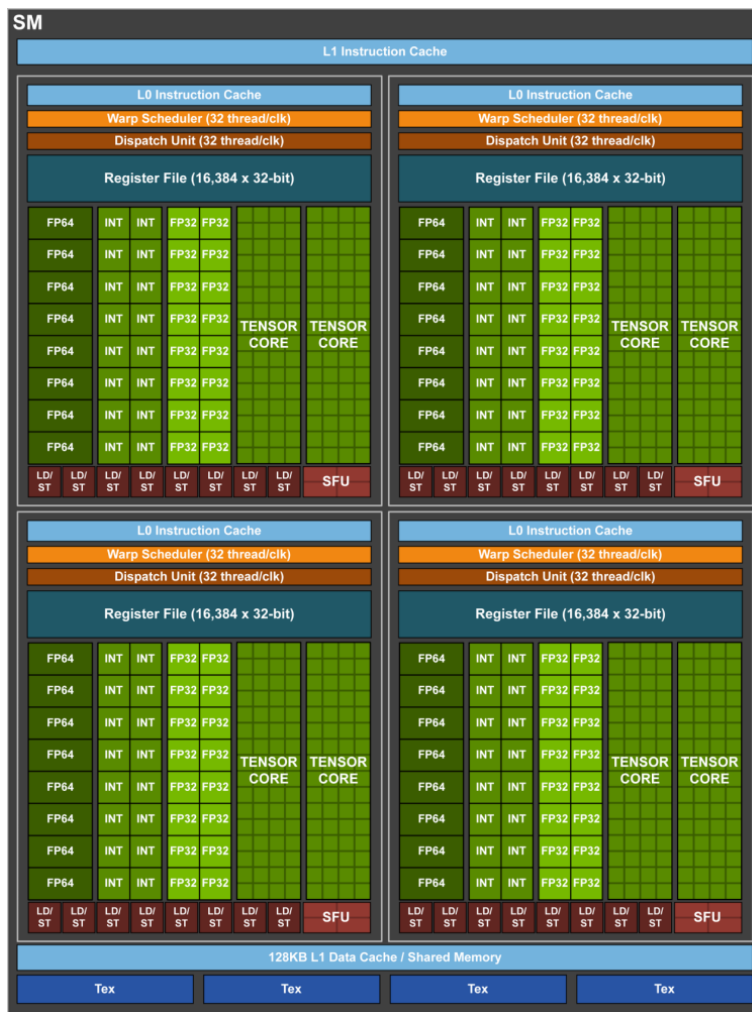 SM
L1 Instruction Cache
L0 Instruction Cache
Warp Scheduler (32 thread/clk)
Dispatch Unit (32 thread/clk)
Register File (16,384 x 32-bit)
FP64 INT INT FP32 FP32
FP64 INT INT FP32 FP32
FP64 INT INT FP32 FP32
FP64 INT INT FP32 FP32
TENSOR CORE TENSOR CORE
FP64 INT INT FP32 FP32
FP64 INT INT FP32 FP32
FP64 INT INT FP32 FP32
FP64 INT INT FP32 FP32
LD/ST LD/ST LD/ST LD/ST LD/ST LD/ST LD/ST LD/ST SFU
L0 Instruction Cache
Warp Scheduler (32 thread/clk)
Dispatch Unit (32 thread/clk)
Register File (16,384 x 32-bit)
FP64 INT INT FP32 FP32
FP64 INT INT FP32 FP32
FP64 INT INT FP32 FP32
FP64 INT INT FP32 FP32
TENSOR CORE TENSOR CORE
FP64 INT INT FP32 FP32
FP64 INT INT FP32 FP32
FP64 INT INT FP32 FP32
FP64 INT INT FP32 FP32
LD/ST LD/ST LD/ST LD/ST LD/ST LD/ST LD/ST LD/ST SFU
L0 Instruction Cache
Warp Scheduler (32 thread/clk)
Dispatch Unit (32 thread/clk)
Register File (16,384 x 32-bit)
FP64 INT INT FP32 FP32
FP64 INT INT FP32 FP32
FP64 INT INT FP32 FP32
FP64 INT INT FP32 FP32
TENSOR CORE TENSOR CORE
FP64 INT INT FP32 FP32
FP64 INT INT FP32 FP32
FP64 INT INT FP32 FP32
FP64 INT INT FP32 FP32
LD/ST LD/ST LD/ST LD/ST LD/ST LD/ST LD/ST LD/ST SFU
L0 Instruction Cache
Warp Scheduler (32 thread/clk)
Dispatch Unit (32 thread/clk)
Register File (16,384 x 32-bit)
FP64 INT INT FP32 FP32
FP64 INT INT FP32 FP32
FP64 INT INT FP32 FP32
FP64 INT INT FP32 FP32
TENSOR CORE TENSOR CORE
FP64 INT INT FP32 FP32
FP64 INT INT FP32 FP32
FP64 INT INT FP32 FP32
FP64 INT INT FP32 FP32
LD/ST LD/ST LD/ST LD/ST LD/ST LD/ST LD/ST LD/ST SFU
128KB L1 Data Cache / Shared Memory
Tex Tex Tex Tex